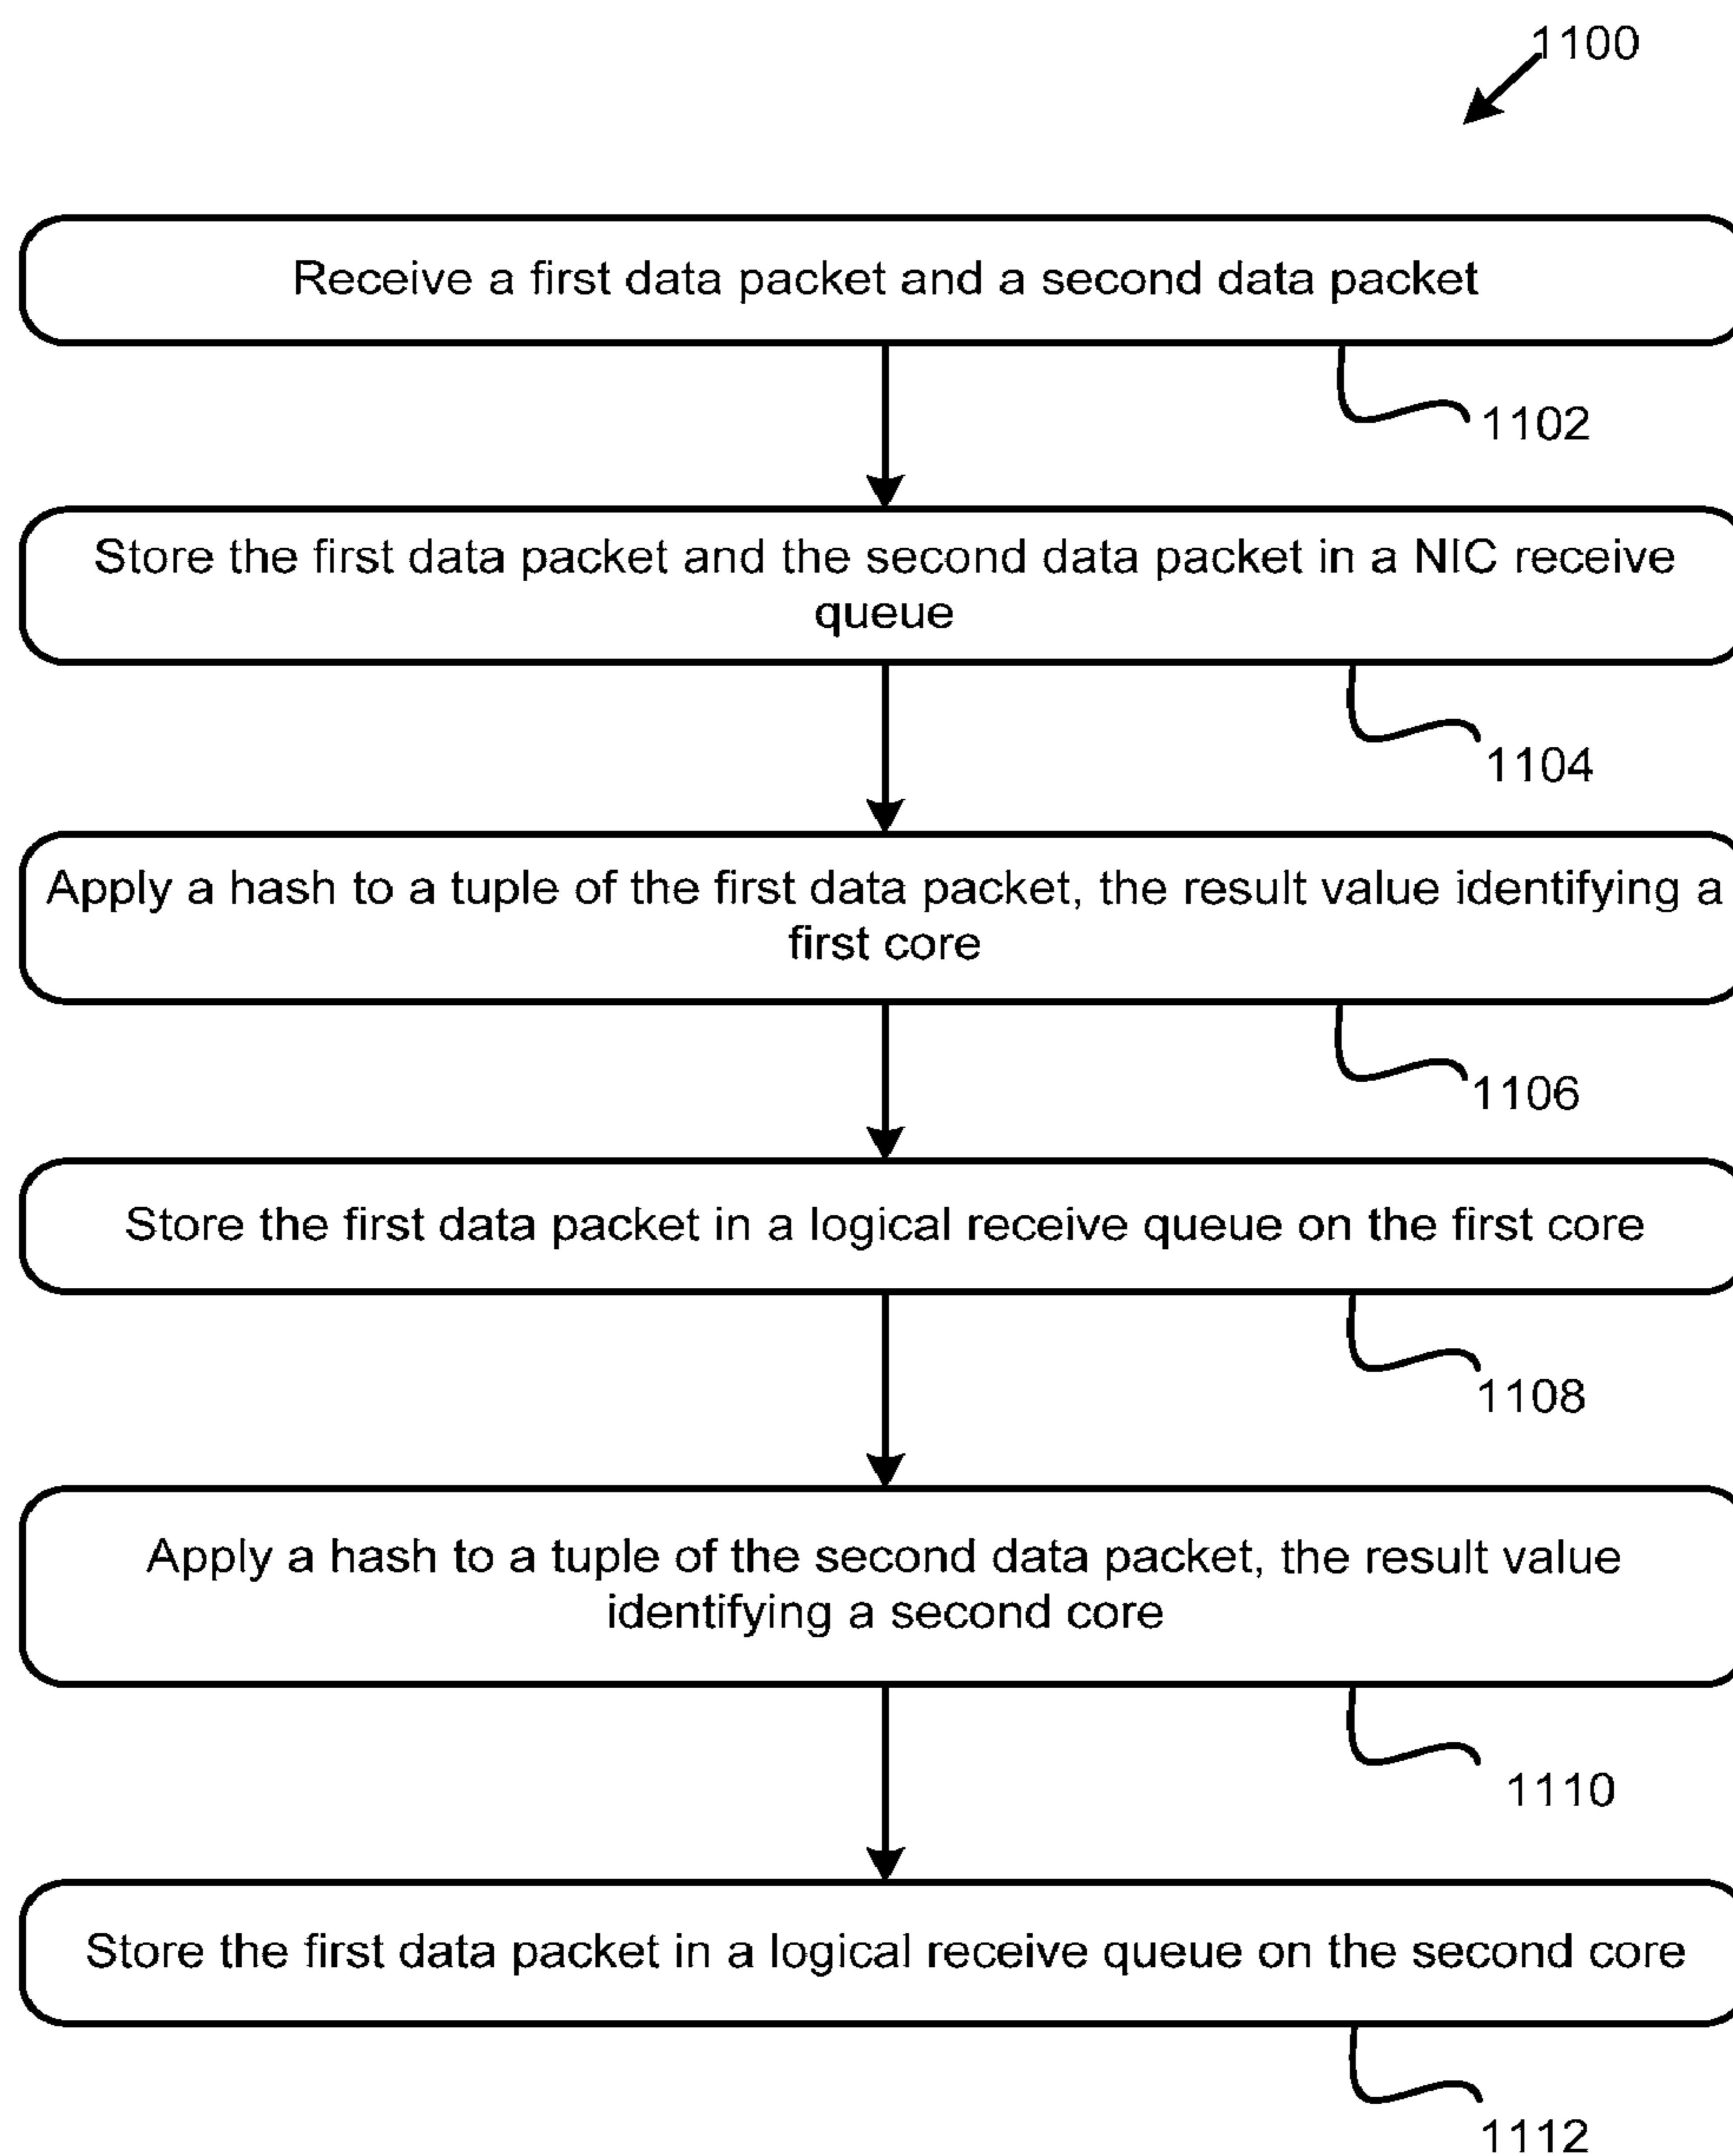 1100
Receive a first data packet and a second data packet
1102
Store the first data packet and the second data packet in a NIC receive
queue
1104
Apply a hash to a tuple of the first data packet, the result value identifying a
first core
1106
Store the first data packet in a logical receive queue on the first core
1108
Apply a hash to a tuple of the second data packet, the result value
identifying a second core
1110
Store the first data packet in a logical receive queue on the second core
1112